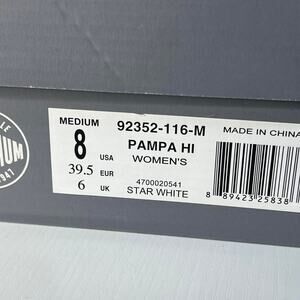 MEDIUM
8 USA
39.5 EUR
6 UK
92352-116-M
PAMPA HI
WOMEN'S
4700020541
STAR WHITE
MADE IN CHINA
8 89423 25838
1947